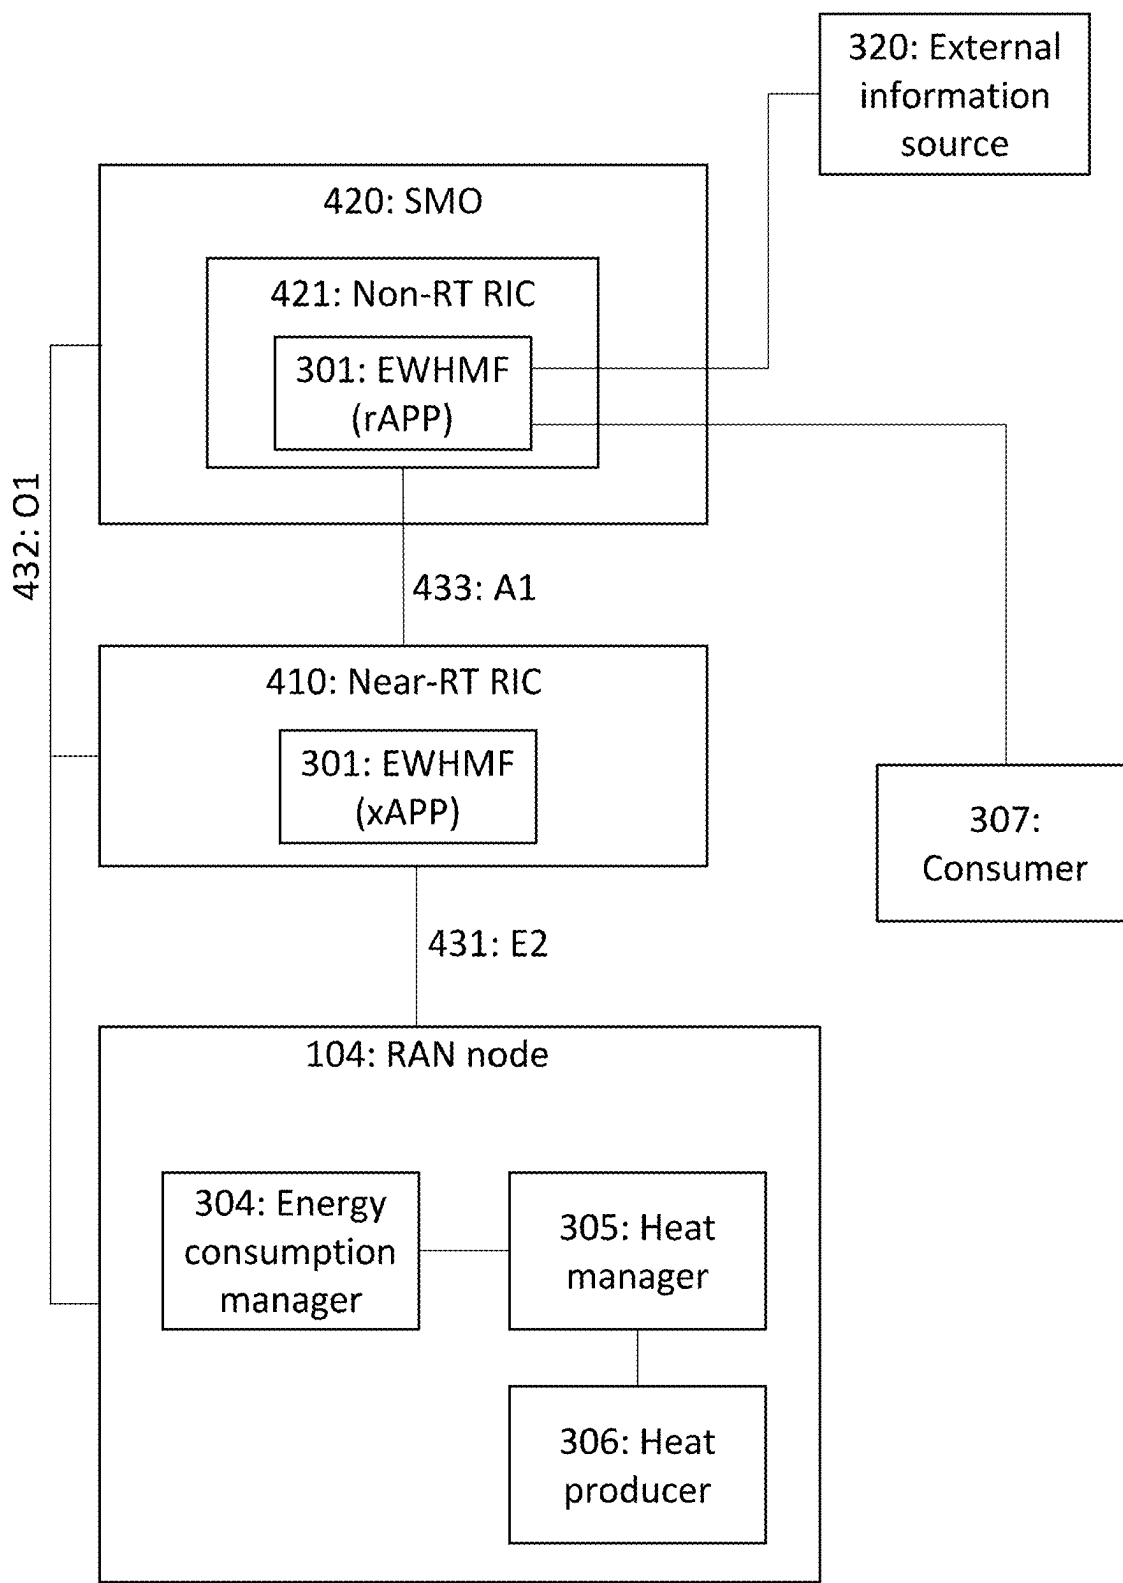 320: External
information
source
420: SMO
421: Non-RT RIC
301: EWHMF
(rAPP)
432: O1
433: A1
410: Near-RT RIC
301: EWHMF
(xAPP)
307:
Consumer
431: E2
104: RAN node
304: Energy
consumption
manager
305: Heat
manager
306: Heat
producer